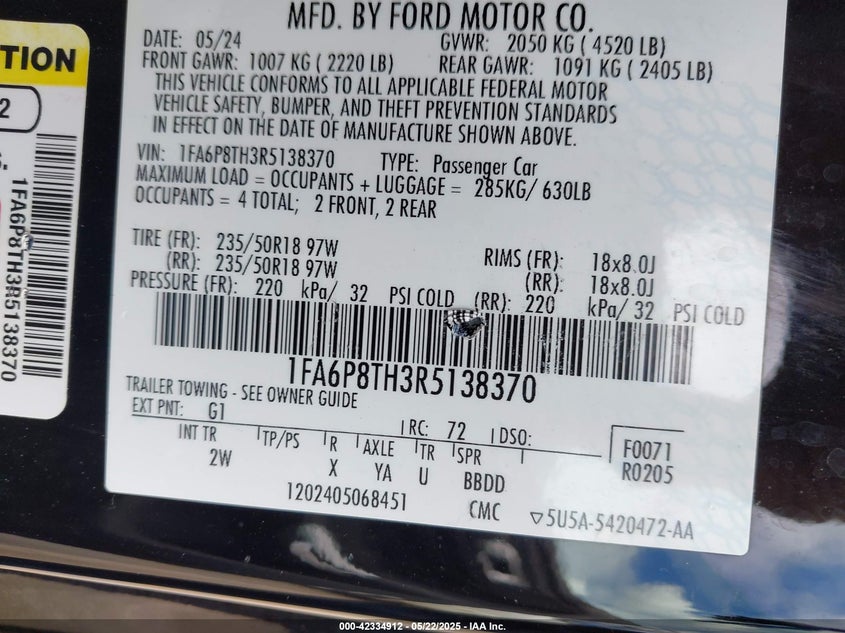 TION
2
1FA6P8TH3R5138370
MFD. BY FORD MOTOR CO.
DATE: 05/24 GVWR: 2050 KG ( 4520 LB)
FRONT GAWR: 1007 KG ( 2220 LB) REAR GAWR: 1091 KG ( 2405 LB)
THIS VEHICLE CONFORMS TO ALL APPLICABLE FEDERAL MOTOR
VEHICLE SAFETY, BUMPER, AND THEFT PREVENTION STANDARDS
IN EFFECT ON THE DATE OF MANUFACTURE SHOWN ABOVE.
VIN: 1FA6P8TH3R5138370 TYPE: Passenger Car
MAXIMUM LOAD = OCCUPANTS + LUGGAGE = 285KG/ 630LB
OCCUPANTS = 4 TOTAL; 2 FRONT, 2 REAR
TIRE (FR): 235/50R18 97W RIMS (FR): 18x8.0J
(RR): 235/50R18 97W (RR): 18x8.0J
PRESSURE (FR): 220 kPa/ 32 PSI COLD (RR): 220 kPa/ 32 PSI COLD
1FA6P8TH3R5138370
TRAILER TOWING - SEE OWNER GUIDE
EXT PNT: G1 RC: 72 DSO:
INT TR TP/PS R AXLE TR SPR F0071
2W X YA U BBDD R0205
1202405068451 CMC ▽5U5A-5420472-AA
000-42334912 - 05/22/2025 - IAA Inc.